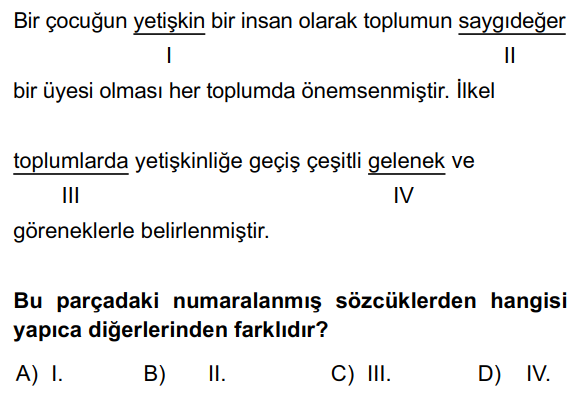 Bir çocuğun yetişkin bir insan olarak toplumun saygıdeğer
I II
bir üyesi olması her toplumda önemsenmiştir. İlkel
toplumlarda yetişkinliğe geçiş çeşitli gelenek ve
III IV
göreneklerle belirlenmiştir.
Bu parçadaki numaralanmış sözcüklerden hangisi
yapıca diğerlerinden farklıdır?
A) I. B) II. C) III. D) IV.